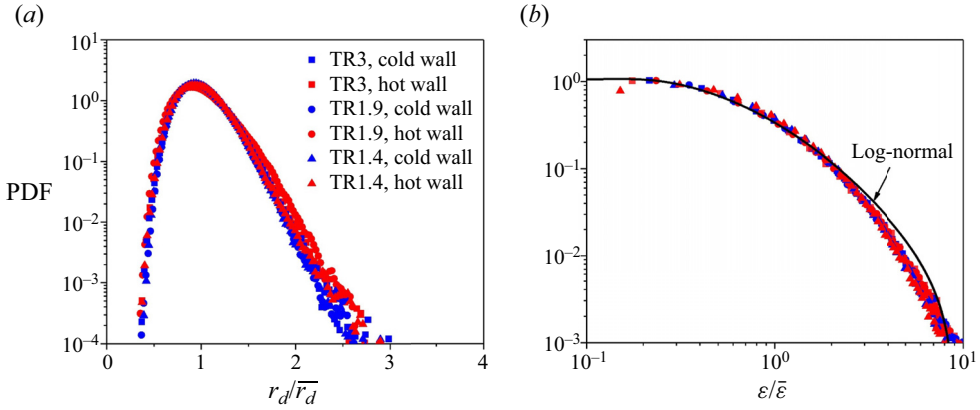 (a)
10^1
10^0
10^-1
10^-2
10^-3
10^-4
PDF
0 1 2 3 4
r_d/\overline{r_d}
TR3, cold wall
TR3, hot wall
TR1.9, cold wall
TR1.9, hot wall
TR1.4, cold wall
TR1.4, hot wall
(b)
10^0
10^-1
10^-2
10^-3
10^-1 10^0 10^1
ε/\overline{ε}
Log-normal